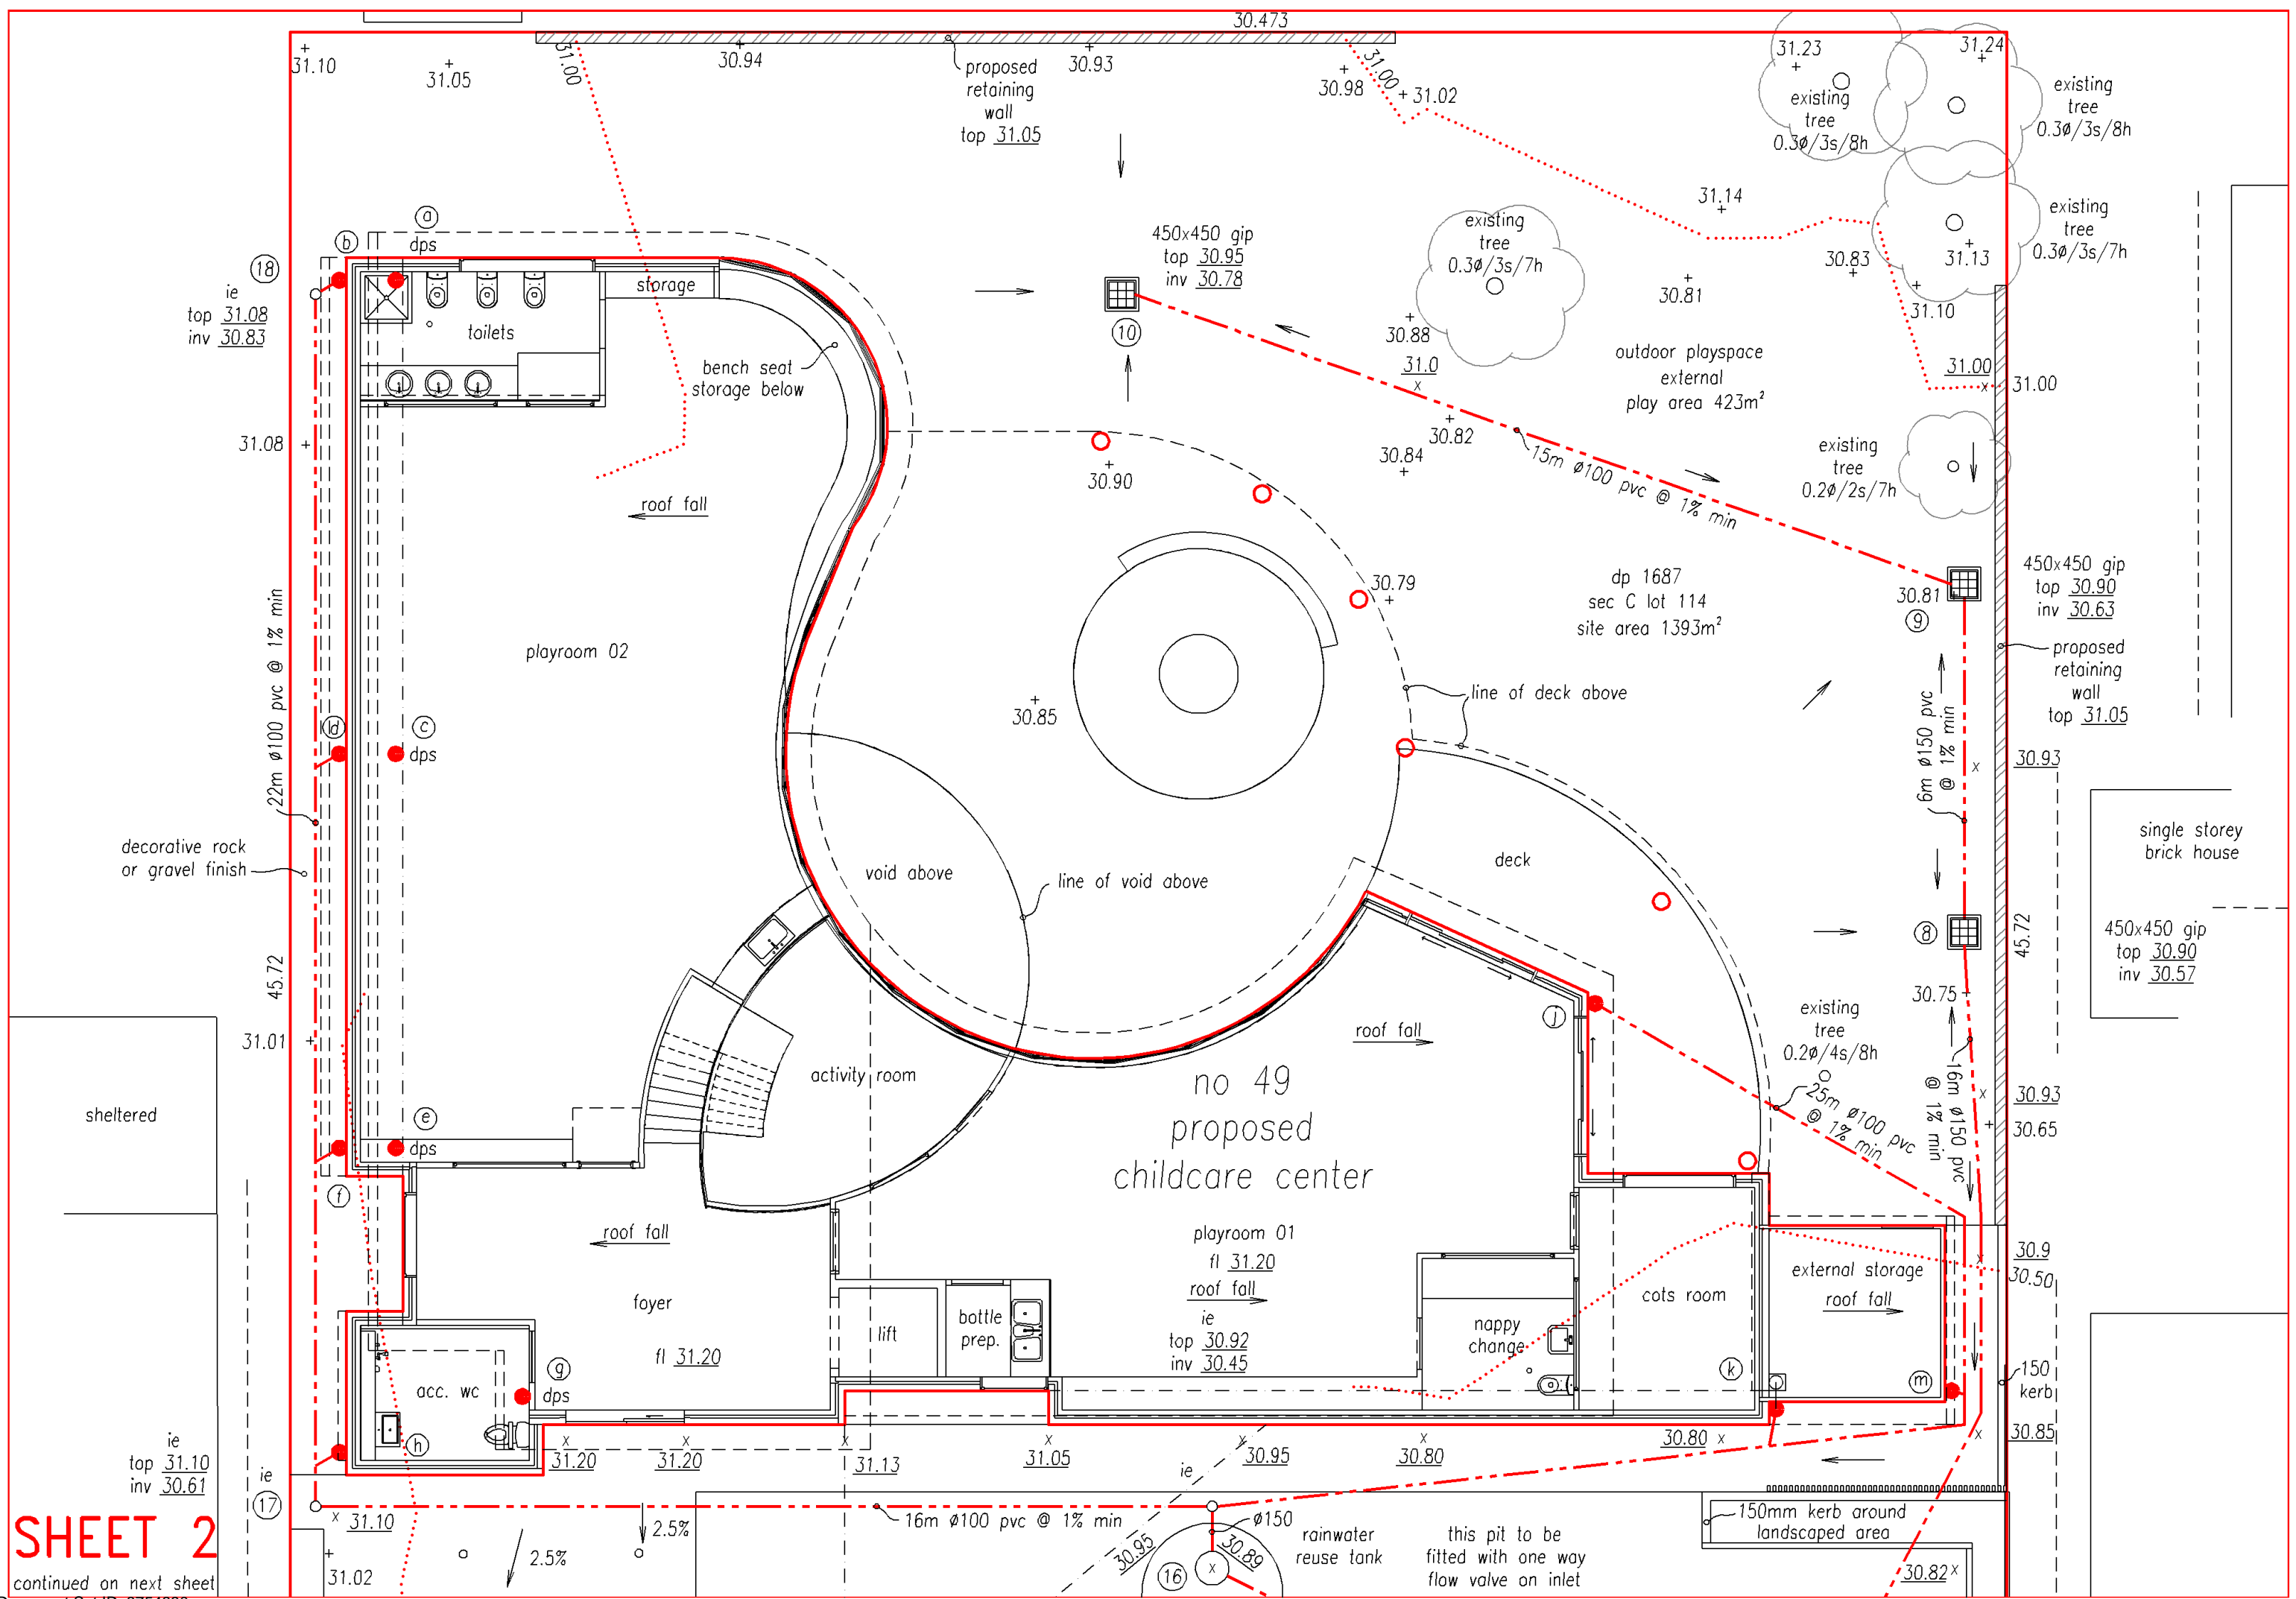 30.473
31.10
31.05
31.00
30.94
30.93
proposed
retaining
wall
top 31.05
30.98
31.00
31.02
31.23
31.24
existing
tree
0.3ø/3s/8h
existing
tree
0.3ø/3s/8h
31.14
existing
tree
0.3ø/3s/7h
31.13
30.83
31.10
existing
tree
0.3ø/3s/7h
30.81
30.88
31.0
450x450 gip
top 30.95
inv 30.78
10
a
dps
b
18
ie
top 31.08
inv 30.83
toilets
storage
bench seat
storage below
outdoor playspace
external
play area 423m²
31.00
31.00
31.08
30.82
30.84
15m ø100 pvc @ 1% min
existing
tree
0.2ø/2s/7h
30.90
roof fall
30.79
dp 1687
sec C lot 114
site area 1393m²
30.81
9
450x450 gip
top 30.90
inv 30.63
proposed
retaining
wall
top 31.05
playroom 02
22m ø100 pvc @ 1% min
line of deck above
30.85
d
c
dps
6m ø150 pvc
@ 1% min
30.93
decorative rock
or gravel finish
void above
line of void above
deck
single storey
brick house
8
45.72
450x450 gip
top 30.90
inv 30.57
45.72
30.75
j
existing
tree
0.2ø/4s/8h
31.01
roof fall
activity room
no 49
proposed
childcare center
25m ø100 pvc
@ 1% min
16m ø150 pvc
@ 1% min
30.93
30.65
sheltered
e
dps
f
roof fall
playroom 01
fl 31.20
roof fall
ie
top 30.92
inv 30.45
external storage
roof fall
30.9
30.50
foyer
fl 31.20
lift
bottle
prep.
nappy
change
cots room
k
m
150
kerb
g
dps
acc. wc
h
ie
top 31.10
inv 30.61
ie
17
31.20
31.20
31.13
31.05
ie
30.95
30.80
30.80
30.85
31.10
16m ø100 pvc @ 1% min
ø150
2.5%
2.5%
30.95
30.89
16
x
rainwater
reuse tank
this pit to be
fitted with one way
flow valve on inlet
150mm kerb around
landscaped area
30.82
31.02
SHEET 2
continued on next sheet